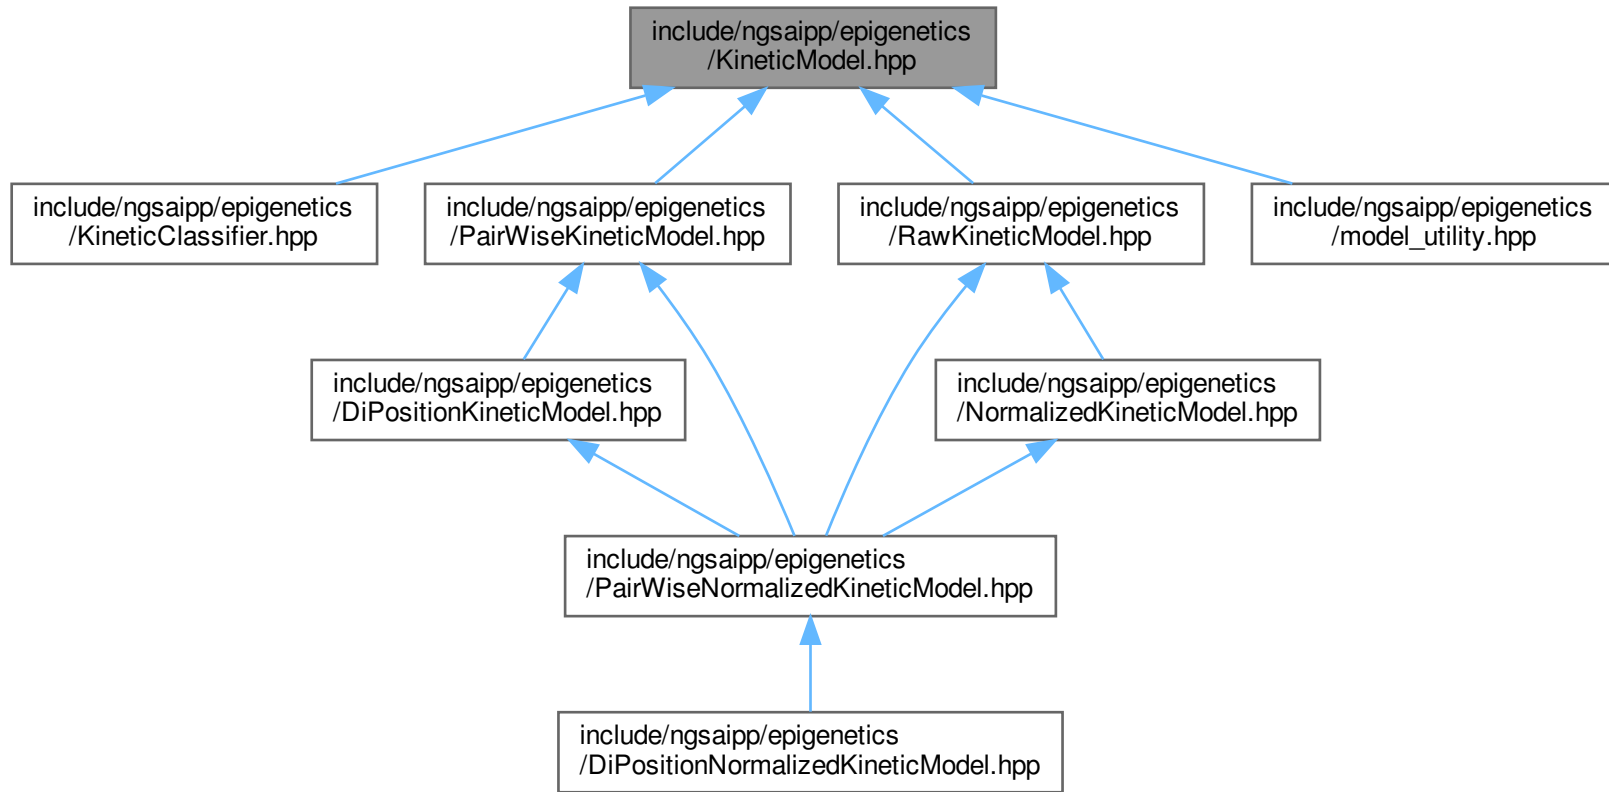 include/ngsaipp/epigenetics
/KineticModel.hpp
include/ngsaipp/epigenetics
/KineticClassifier.hpp
include/ngsaipp/epigenetics
/PairWiseKineticModel.hpp
include/ngsaipp/epigenetics
/RawKineticModel.hpp
include/ngsaipp/epigenetics
/model_utility.hpp
include/ngsaipp/epigenetics
/DiPositionKineticModel.hpp
include/ngsaipp/epigenetics
/NormalizedKineticModel.hpp
include/ngsaipp/epigenetics
/PairWiseNormalizedKineticModel.hpp
include/ngsaipp/epigenetics
/DiPositionNormalizedKineticModel.hpp